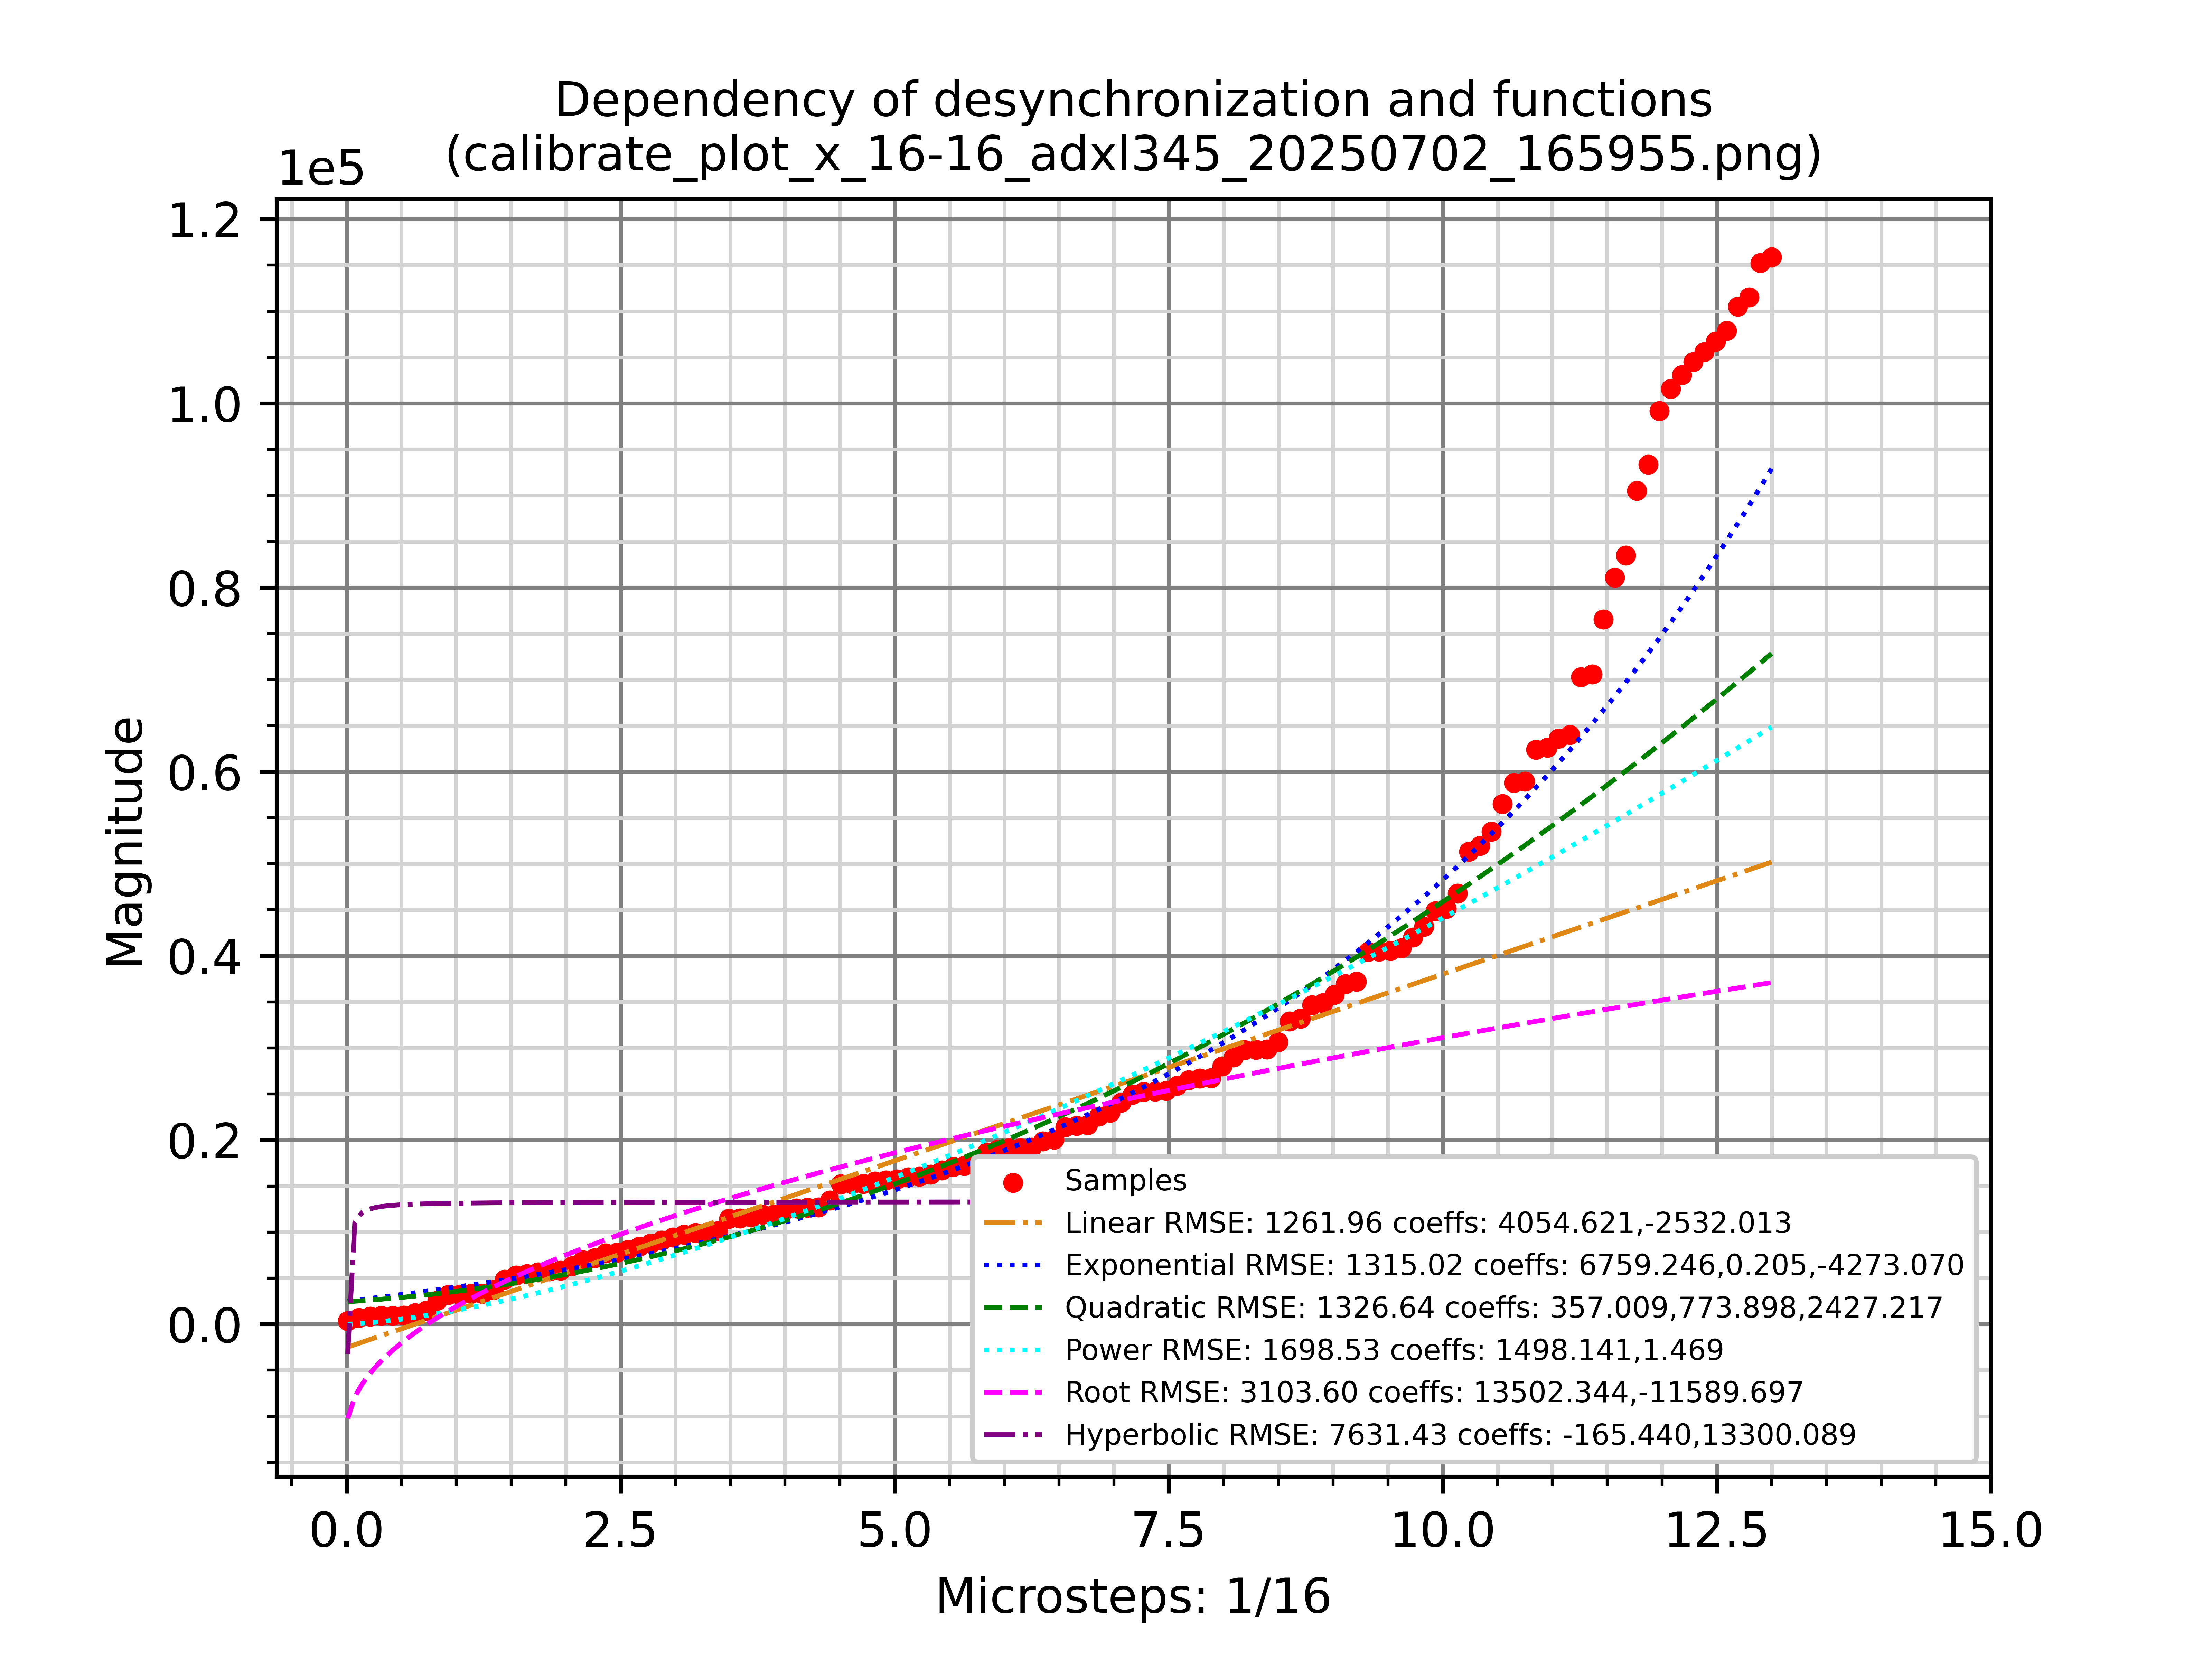 Dependency of desynchronization and functions
(calibrate_plot_x_16-16_adxl345_20250702_165955.png)
1e5
1.2
1.0
0.8
0.6
0.4
0.2
0.0
Magnitude
Samples
Linear RMSE: 1261.96 coeffs: 4054.621,-2532.013
Exponential RMSE: 1315.02 coeffs: 6759.246,0.205,-4273.070
Quadratic RMSE: 1326.64 coeffs: 357.009,773.898,2427.217
Power RMSE: 1698.53 coeffs: 1498.141,1.469
Root RMSE: 3103.60 coeffs: 13502.344,-11589.697
Hyperbolic RMSE: 7631.43 coeffs: -165.440,13300.089
0.0 2.5 5.0 7.5 10.0 12.5 15.0
Microsteps: 1/16